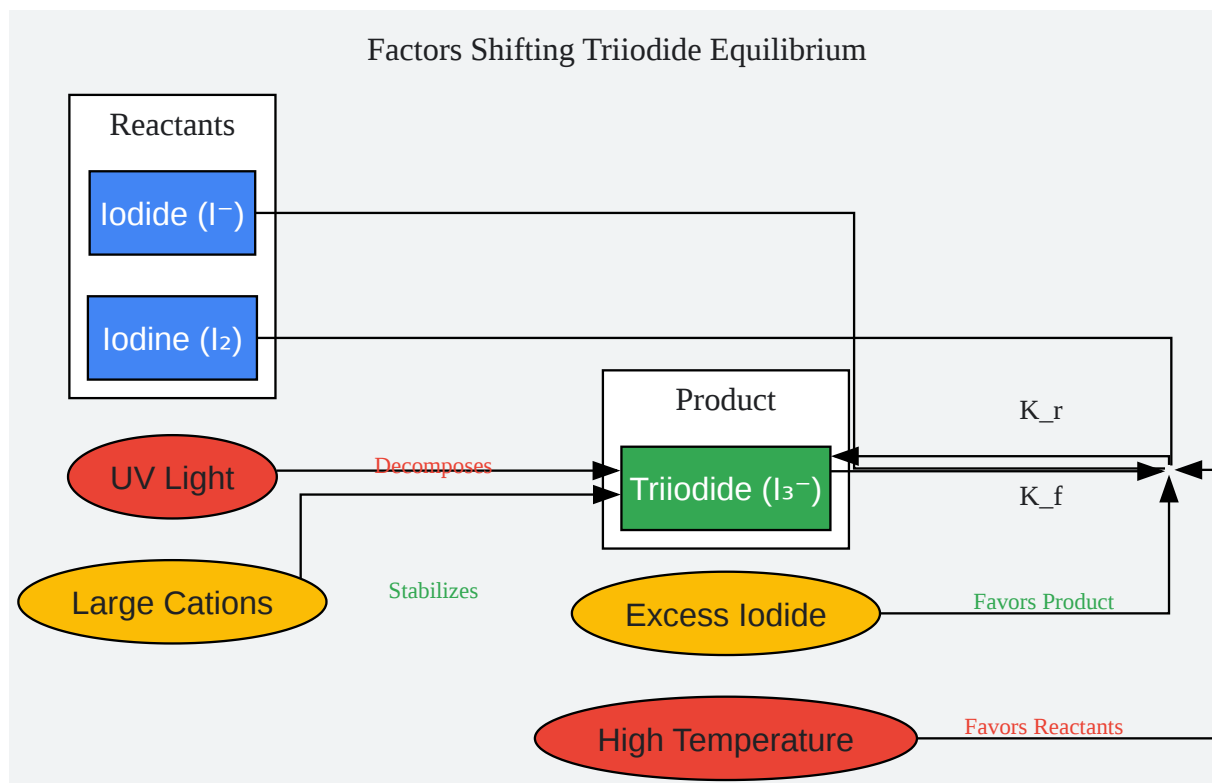 Factors Shifting Triiodide Equilibrium
Reactants
Iodide (I⁻)
Iodine (I₂)
Product
K_r
UV Light
Decomposes
Triiodide (I₃⁻)
K_f
Large Cations
Stabilizes
Excess Iodide
Favors Product
High Temperature
Favors Reactants